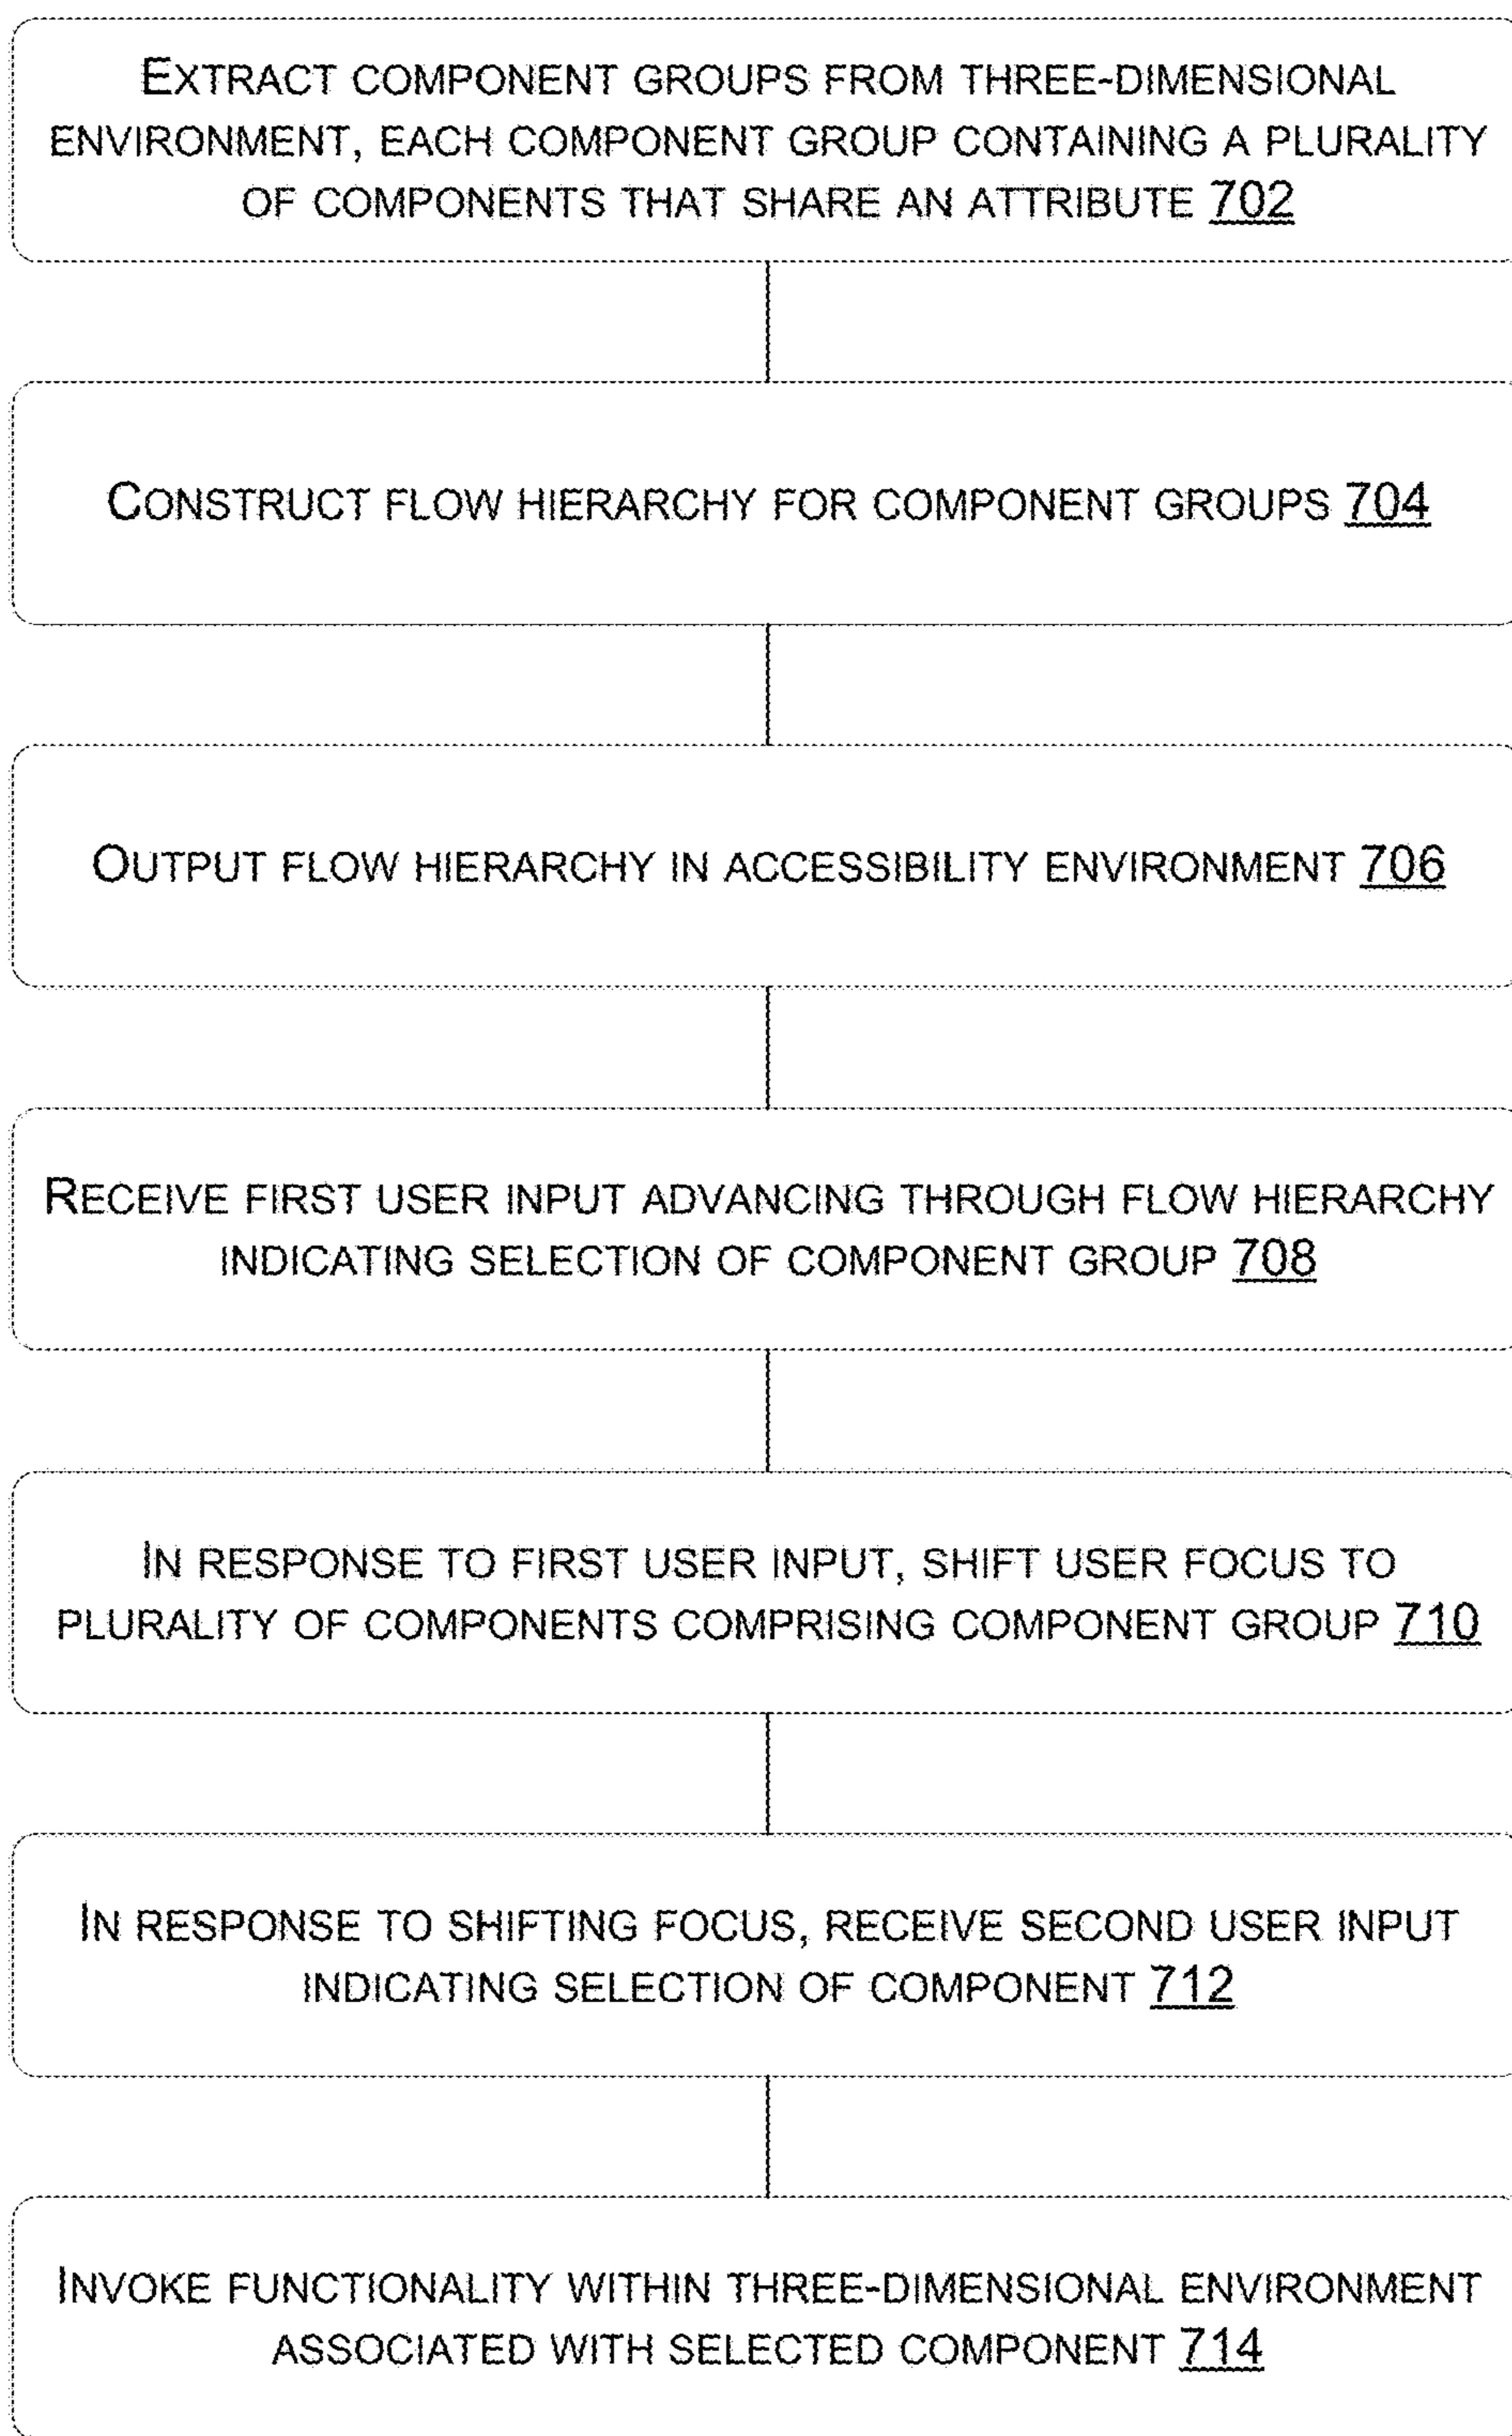 EXTRACT COMPONENT GROUPS FROM THREE-DIMENSIONAL
ENVIRONMENT, EACH COMPONENT GROUP CONTAINING A PLURALITY
OF COMPONENTS THAT SHARE AN ATTRIBUTE 702
CONSTRUCT FLOW HIERARCHY FOR COMPONENT GROUPS 704
OUTPUT FLOW HIERARCHY IN ACCESSIBILITY ENVIRONMENT 706
RECEIVE FIRST USER INPUT ADVANCING THROUGH FLOW HIERARCHY
INDICATING SELECTION OF COMPONENT GROUP 708
IN RESPONSE TO FIRST USER INPUT, SHIFT USER FOCUS TO
PLURALITY OF COMPONENTS COMPRISING COMPONENT GROUP 710
IN RESPONSE TO SHIFTING FOCUS, RECEIVE SECOND USER INPUT
INDICATING SELECTION OF COMPONENT 712
INVOKE FUNCTIONALITY WITHIN THREE-DIMENSIONAL ENVIRONMENT
ASSOCIATED WITH SELECTED COMPONENT 714